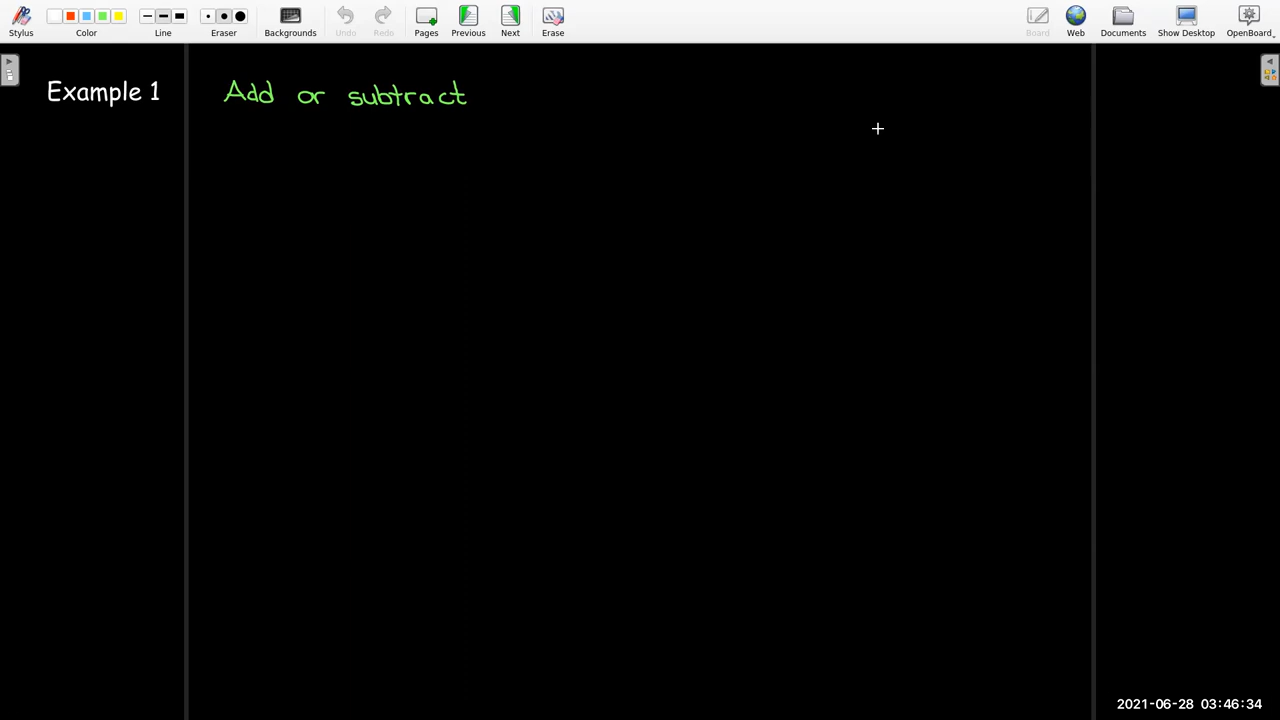 Stylus Color Line Eraser Backgrounds Undo Redo Pages Previous Next Erase Board Web Documents Show Desktop OpenBoard
Example 1 Add or subtract
2021-06-28 03:46:34